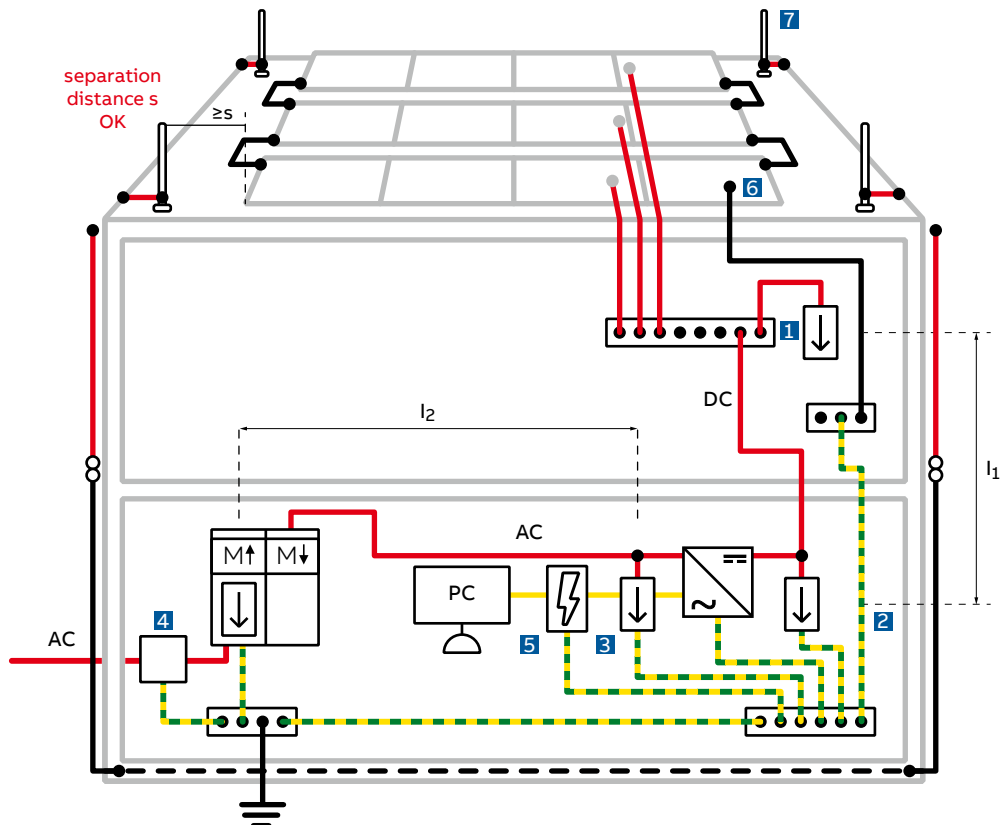 7
separation
distance s
OK
≥s
6
1
DC
l2
l1
AC
M↑ M↓
PC
4
2
AC
5
3